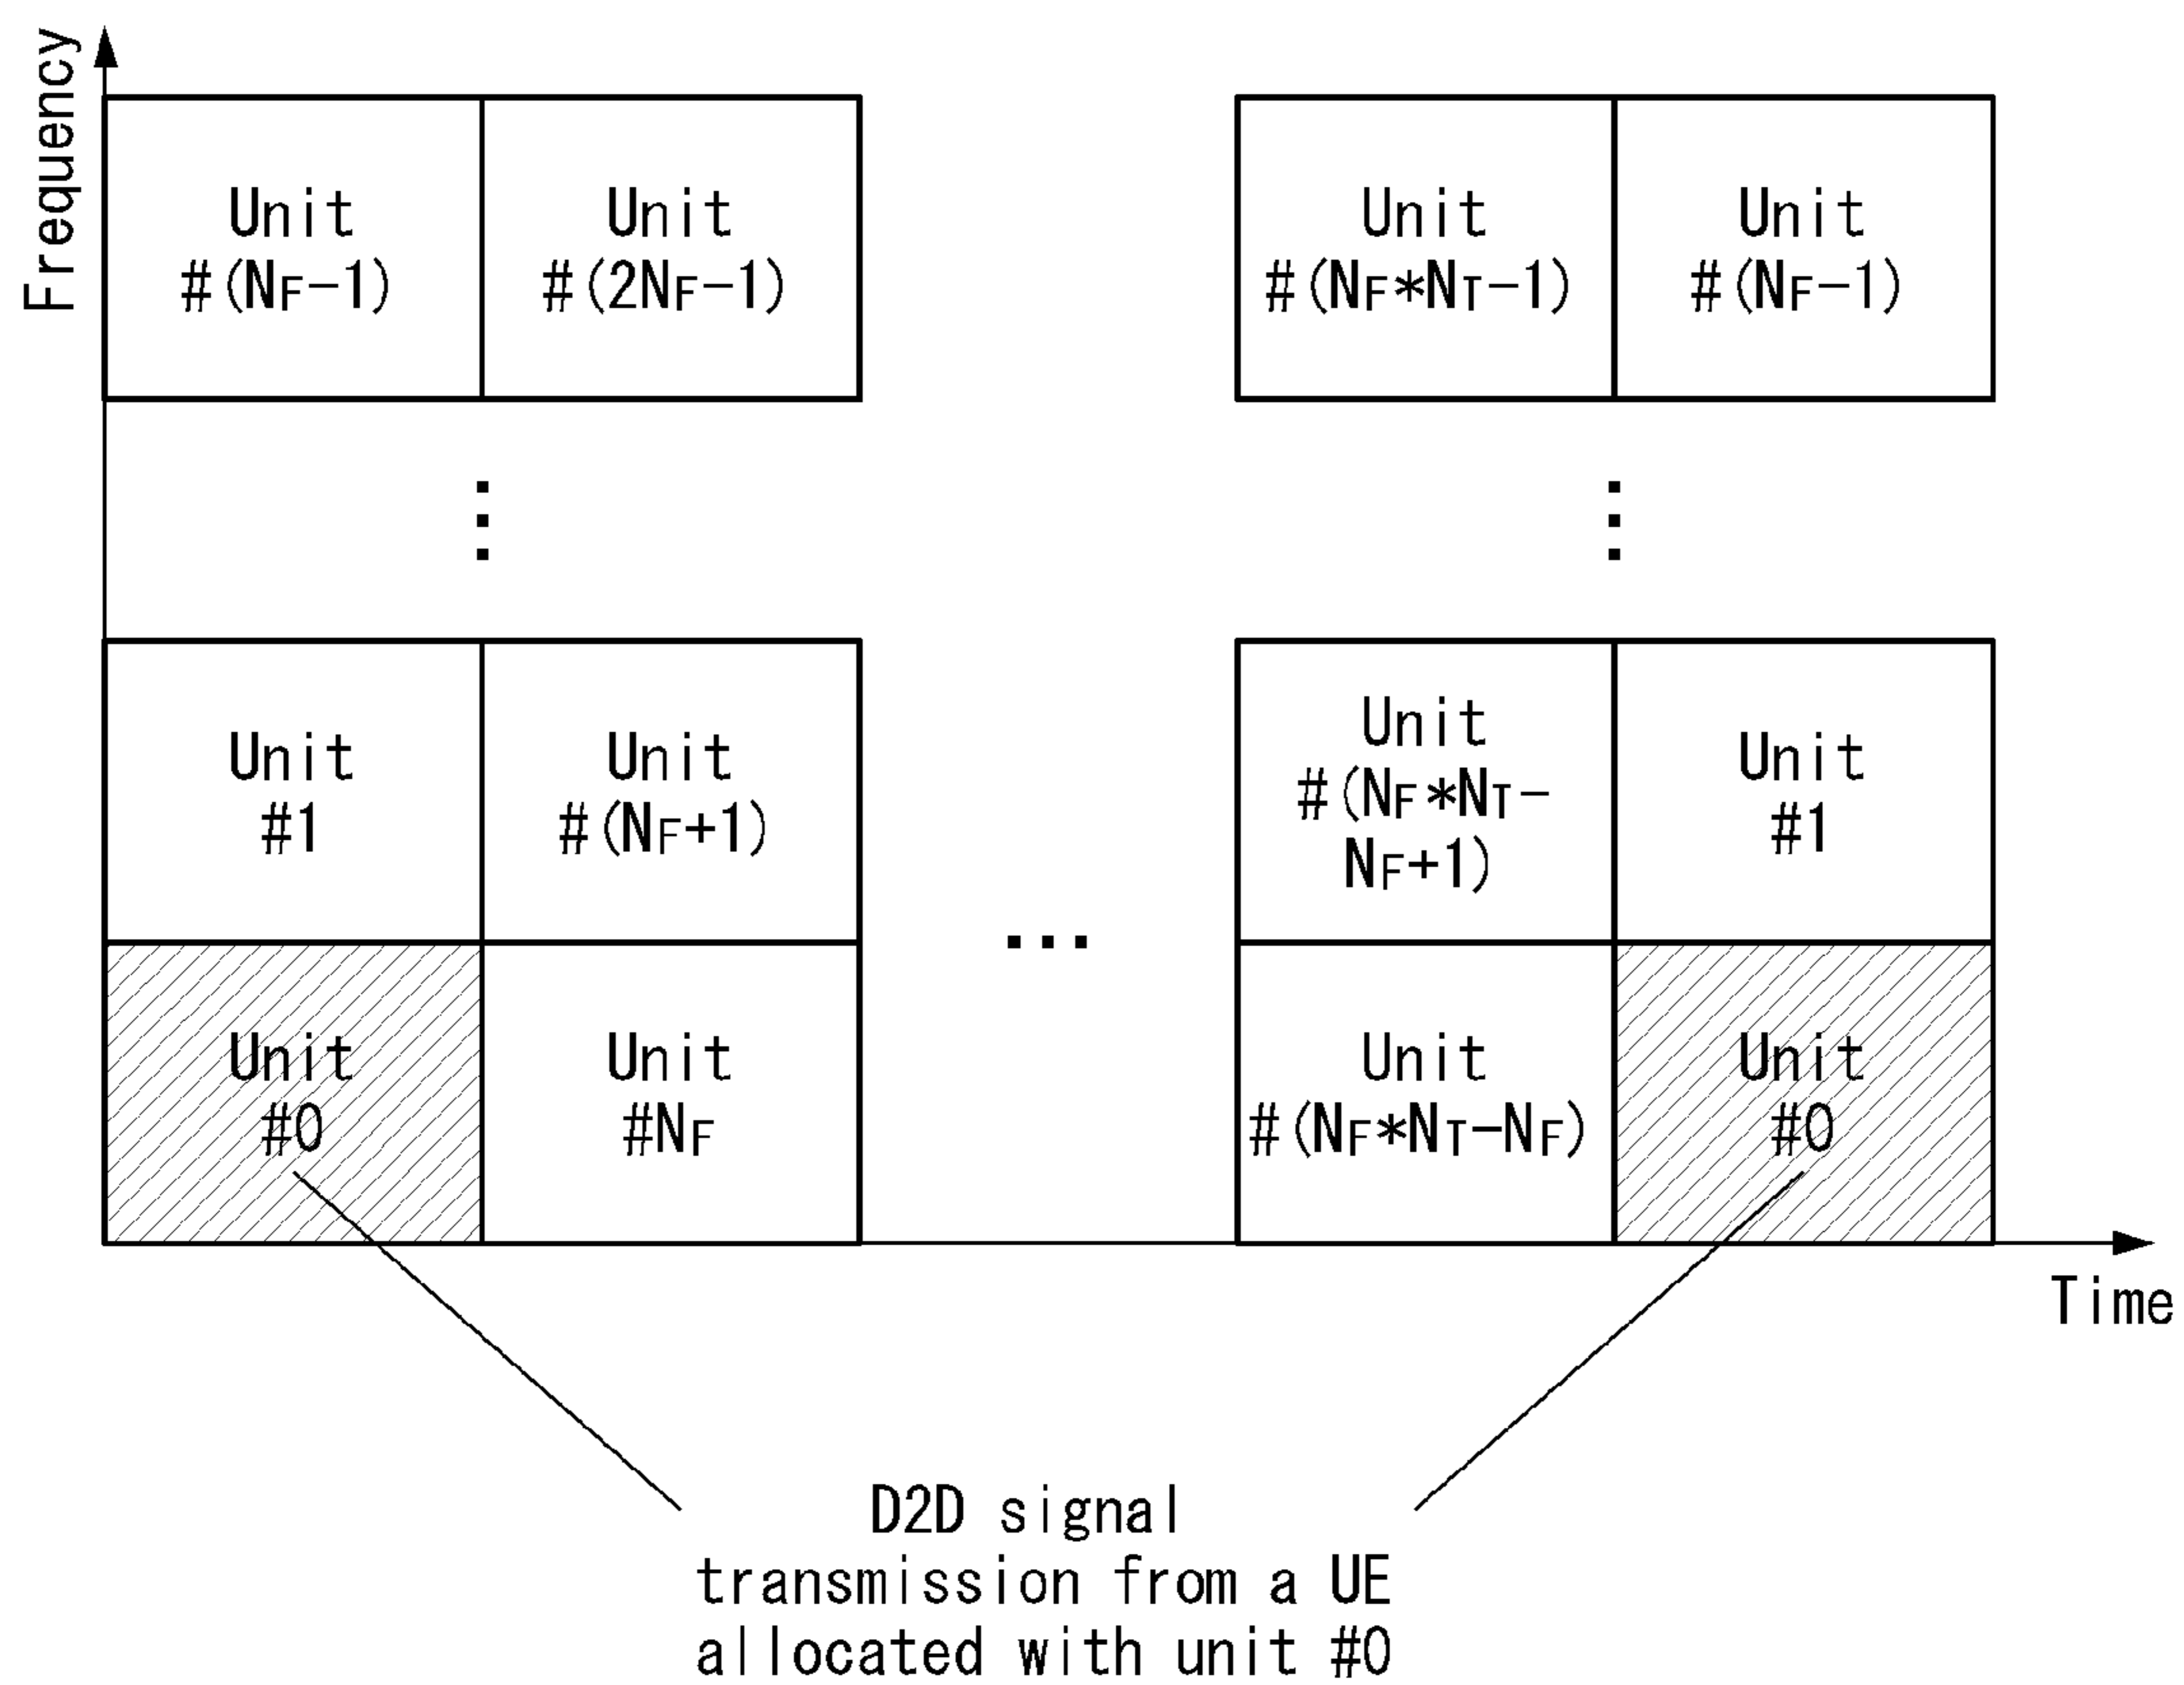 Frequency
Unit
#(NF-1)
Unit
#(2NF-1)
Unit
#(NF*NT-1)
Unit
#(NF-1)
Unit
#1
Unit
#(NF+1)
Unit
#(NF*NT-
NF+1)
Unit
#1
Unit
#0
Unit
#NF
...
Unit
#(NF*NT-NF)
Unit
#0
Time
D2D signal
transmission from a UE
allocated with unit #0